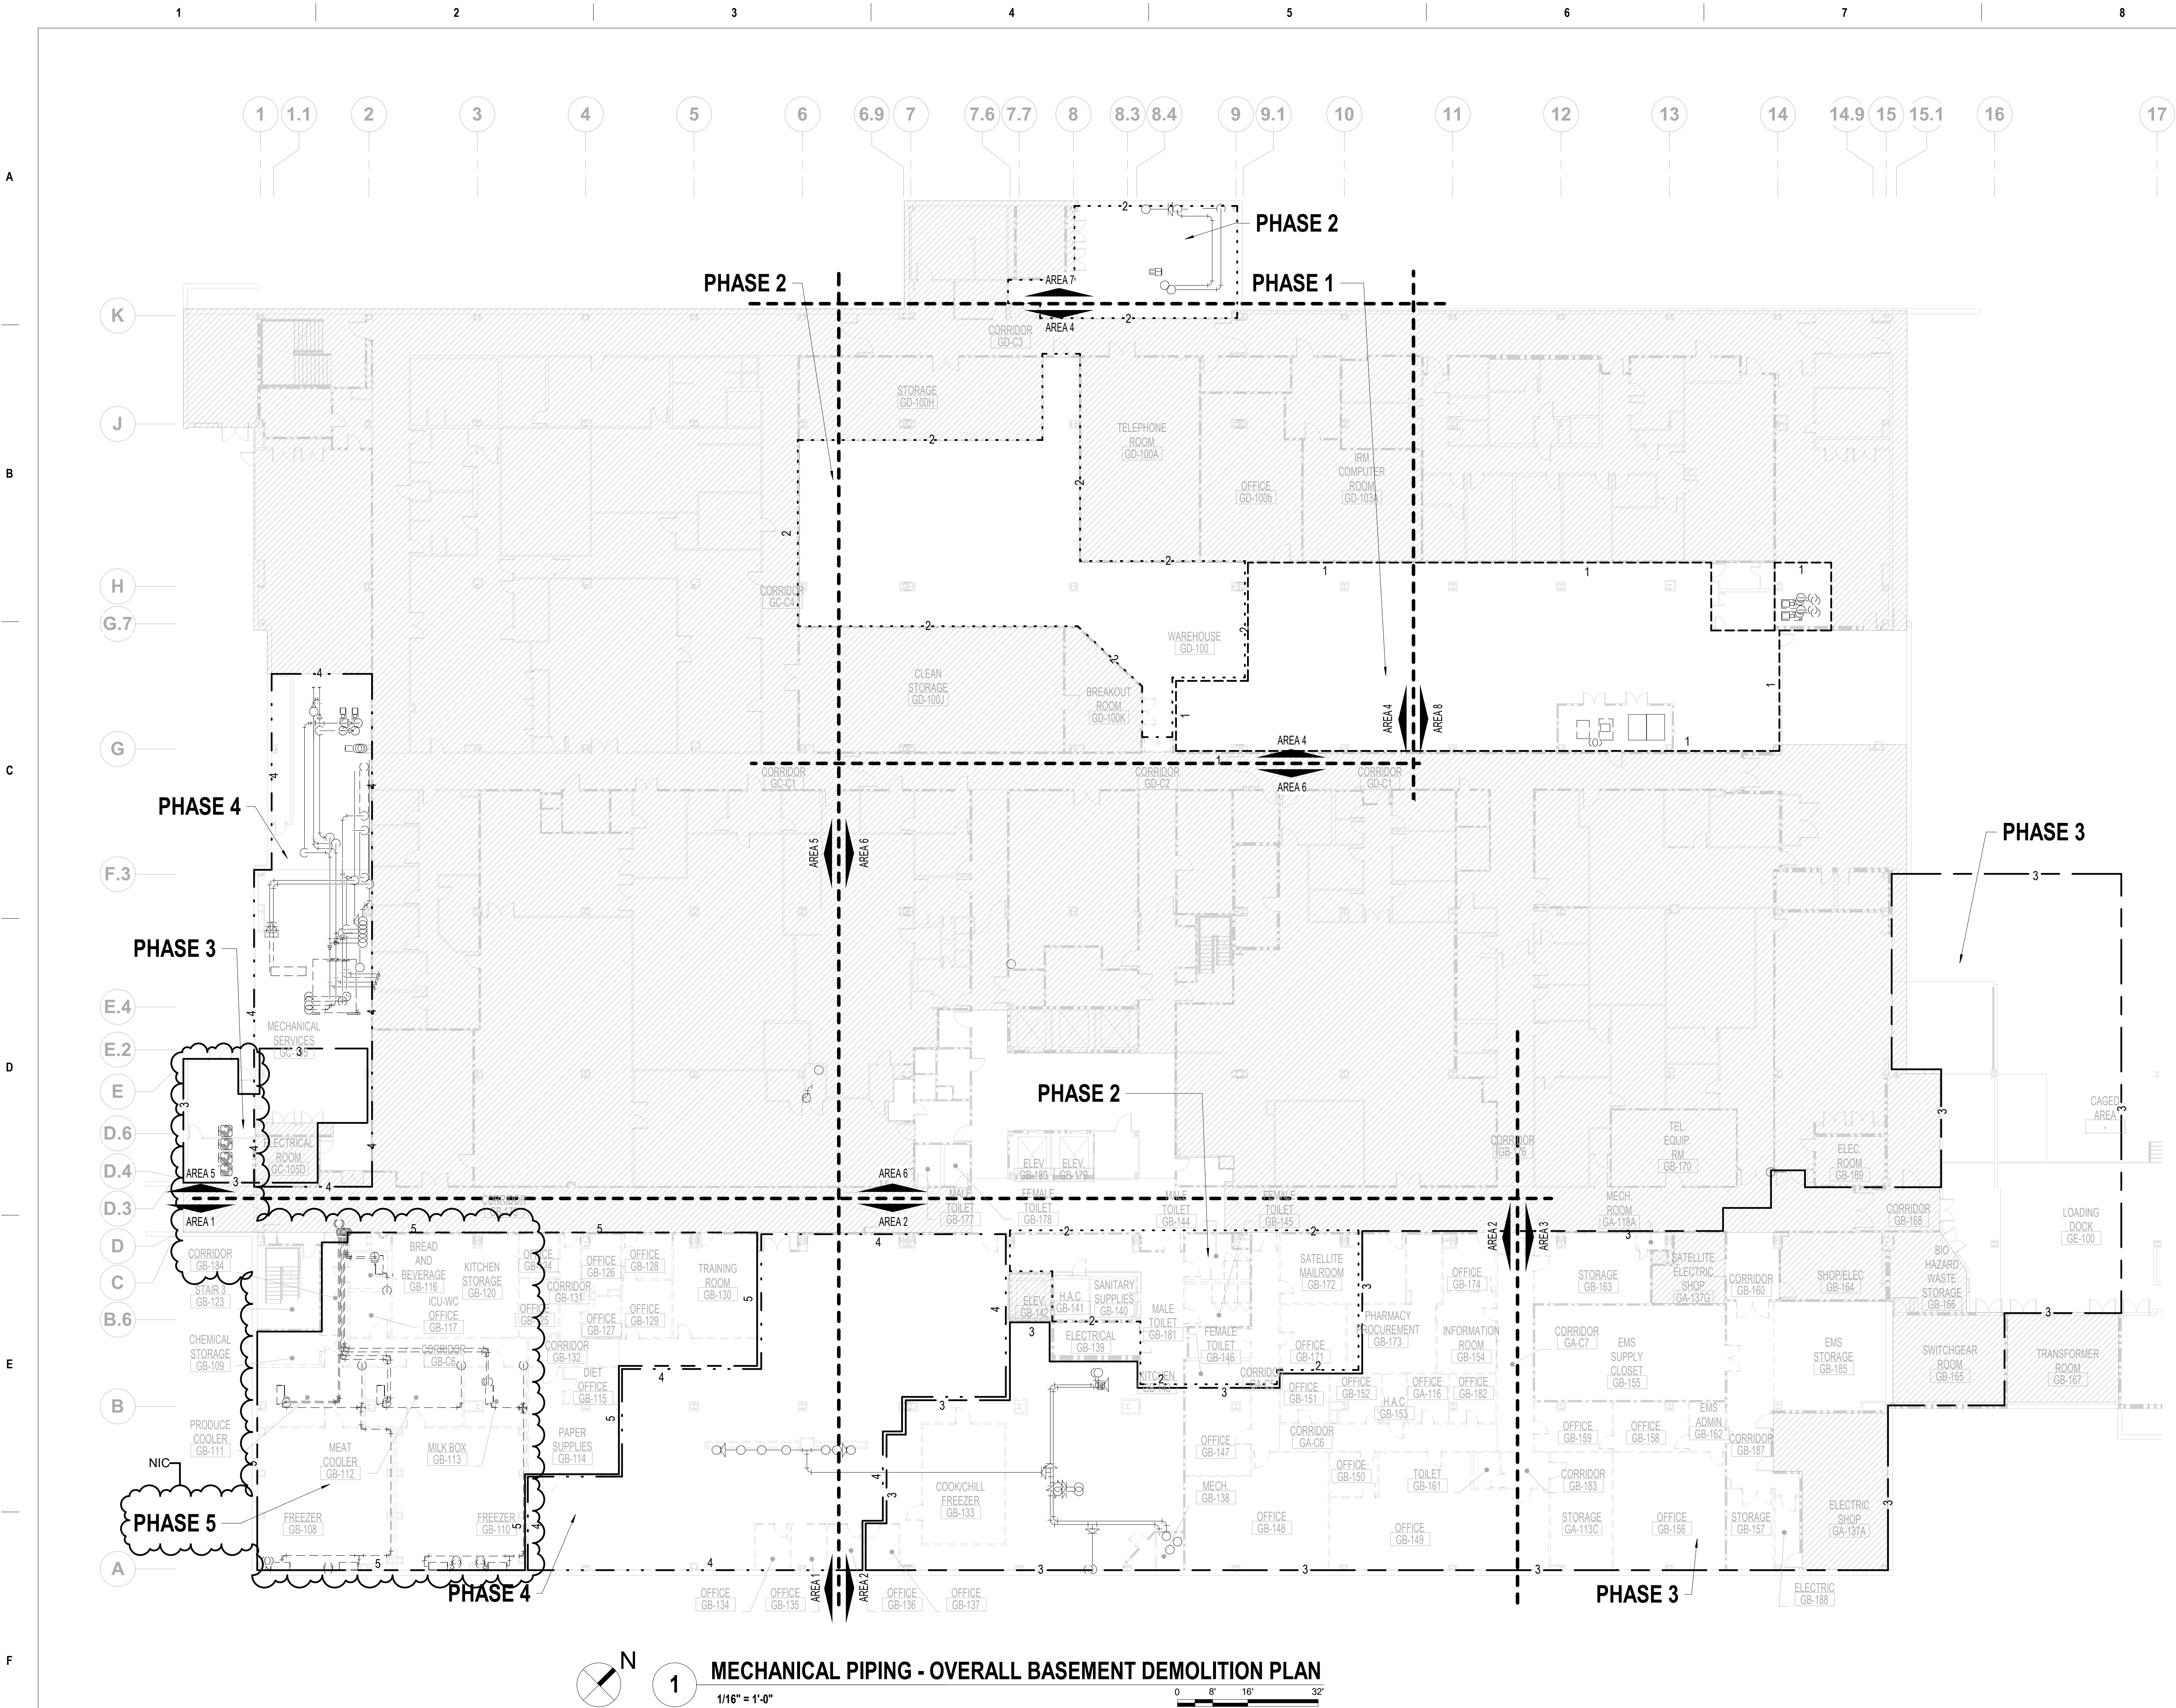 1 2 3 4 5 6 7 8
A
B
C
D
E
F
1 1.1 2 3 4 5 6 6.9 7 7.6 7.7 8 8.3 8.4 9 9.1 10 11 12 13 14 14.9 15 15.1 16 17
K
J
H
G.7
G
F.3
E.4
E.2
E
D.6
D.4
D.3
D
C
B.6
B
A
PHASE 2
PHASE 2
PHASE 1
AREA 7
AREA 4
CORRIDOR
GD-C3
STORAGE
GD-100H
TELEPHONE
ROOM
GD-100A
OFFICE
GD-100b
IRM
COMPUTER
ROOM
GD-103A
CORRIDOR
GC-C4
WAREHOUSE
GD-100
CLEAN
STORAGE
GD-100J
BREAKOUT
ROOM
GD-100K
AREA 4
AREA 8
AREA 4
AREA 6
CORRIDOR
GC-C1
CORRIDOR
GD-C2
CORRIDOR
GD-C1
PHASE 4
PHASE 3
AREA 5
AREA 6
PHASE 3
MECHANICAL
SERVICES
ELECTRICAL
ROOM
GC-105D
PHASE 2
CAGED
AREA
-
TEL.
EQUIP
RM
GB-170
CORRIDOR
ELEC.
ROOM
GB-169
ELEV
GB-180
ELEV
GB-179
AREA 5
AREA 1
AREA 6
AREA 2
CORRIDOR
MALE
TOILET
GB-177
FEMALE
TOILET
GB-178
MALE
TOILET
GB-144
FEMALE
TOILET
GB-145
MECH.
ROOM
GA-118A
AREA 2
AREA 3
CORRIDOR
GB-168
LOADING
DOCK
GE-100
CORRIDOR
GB-184
STAIR 3
GB-123
BREAD
AND
BEVERAGE
GB-116
KITCHEN
STORAGE
GB-120
ICU-WC
OFFICE
GB-117
CORRIDOR
GB-C6
OFFICE
OFFICE
OFFICE
GB-126
OFFICE
GB-128
CORRIDOR
GB-131
OFFICE
GB-127
OFFICE
GB-129
CORRIDOR
GB-132
DIET
OFFICE
GB-115
TRAINING
ROOM
GB-130
ELEV
GB-142
H.A.C
GB-141
SANITARY
SUPPLIES
GB-140
ELECTRICAL
GB-139
MALE
TOILET
GB-181
FEMALE
TOILET
GB-146
KITCHEN
CORRIDOR
SATELLITE
MAILROOM
GB-172
OFFICE
GB-171
PHARMACY
PROCUREMENT
GB-173
OFFICE
GB-174
INFORMATION
ROOM
GB-154
OFFICE
GB-151
OFFICE
GB-152
OFFICE
GA-116
OFFICE
GB-182
H.A.C
GB-153
CORRIDOR
GA-C6
STORAGE
GB-163
SATELLITE
ELECTRIC
SHOP
GA-137G
CORRIDOR
GB-160
SHOP/ELEC
GB-164
BIO
HAZARD
WASTE
STORAGE
GB-166
CORRIDOR
GA-C7
EMS
SUPPLY
CLOSET
GB-155
EMS
STORAGE
GB-185
SWITCHGEAR
ROOM
GB-165
TRANSFORMER
ROOM
GB-167
CHEMICAL
STORAGE
GB-109
PRODUCE
COOLER
GB-111
MEAT
COOLER
GB-112
MILK BOX
GB-113
PAPER
SUPPLIES
GB-114
NIC
PHASE 5
FREEZER
GB-108
FREEZER
GB-110
PHASE 4
COOK/CHILL
FREEZER
GB-133
OFFICE
GB-147
MECH.
GB-138
OFFICE
GB-148
OFFICE
GB-150
OFFICE
GB-149
TOILET
GB-161
OFFICE
GB-159
OFFICE
GB-158
EMS
ADMIN
GB-162
CORRIDOR
GB-187
CORRIDOR
GB-183
STORAGE
GA-113C
OFFICE
GB-156
STORAGE
GB-157
ELECTRIC
SHOP
GA-137A
OFFICE
GB-134
OFFICE
GB-135
AREA 1
AREA 2
OFFICE
GB-136
OFFICE
GB-137
PHASE 3
ELECTRIC
GB-188
N
1
MECHANICAL PIPING - OVERALL BASEMENT DEMOLITION PLAN
1/16" = 1'-0"
0 8' 16' 32'